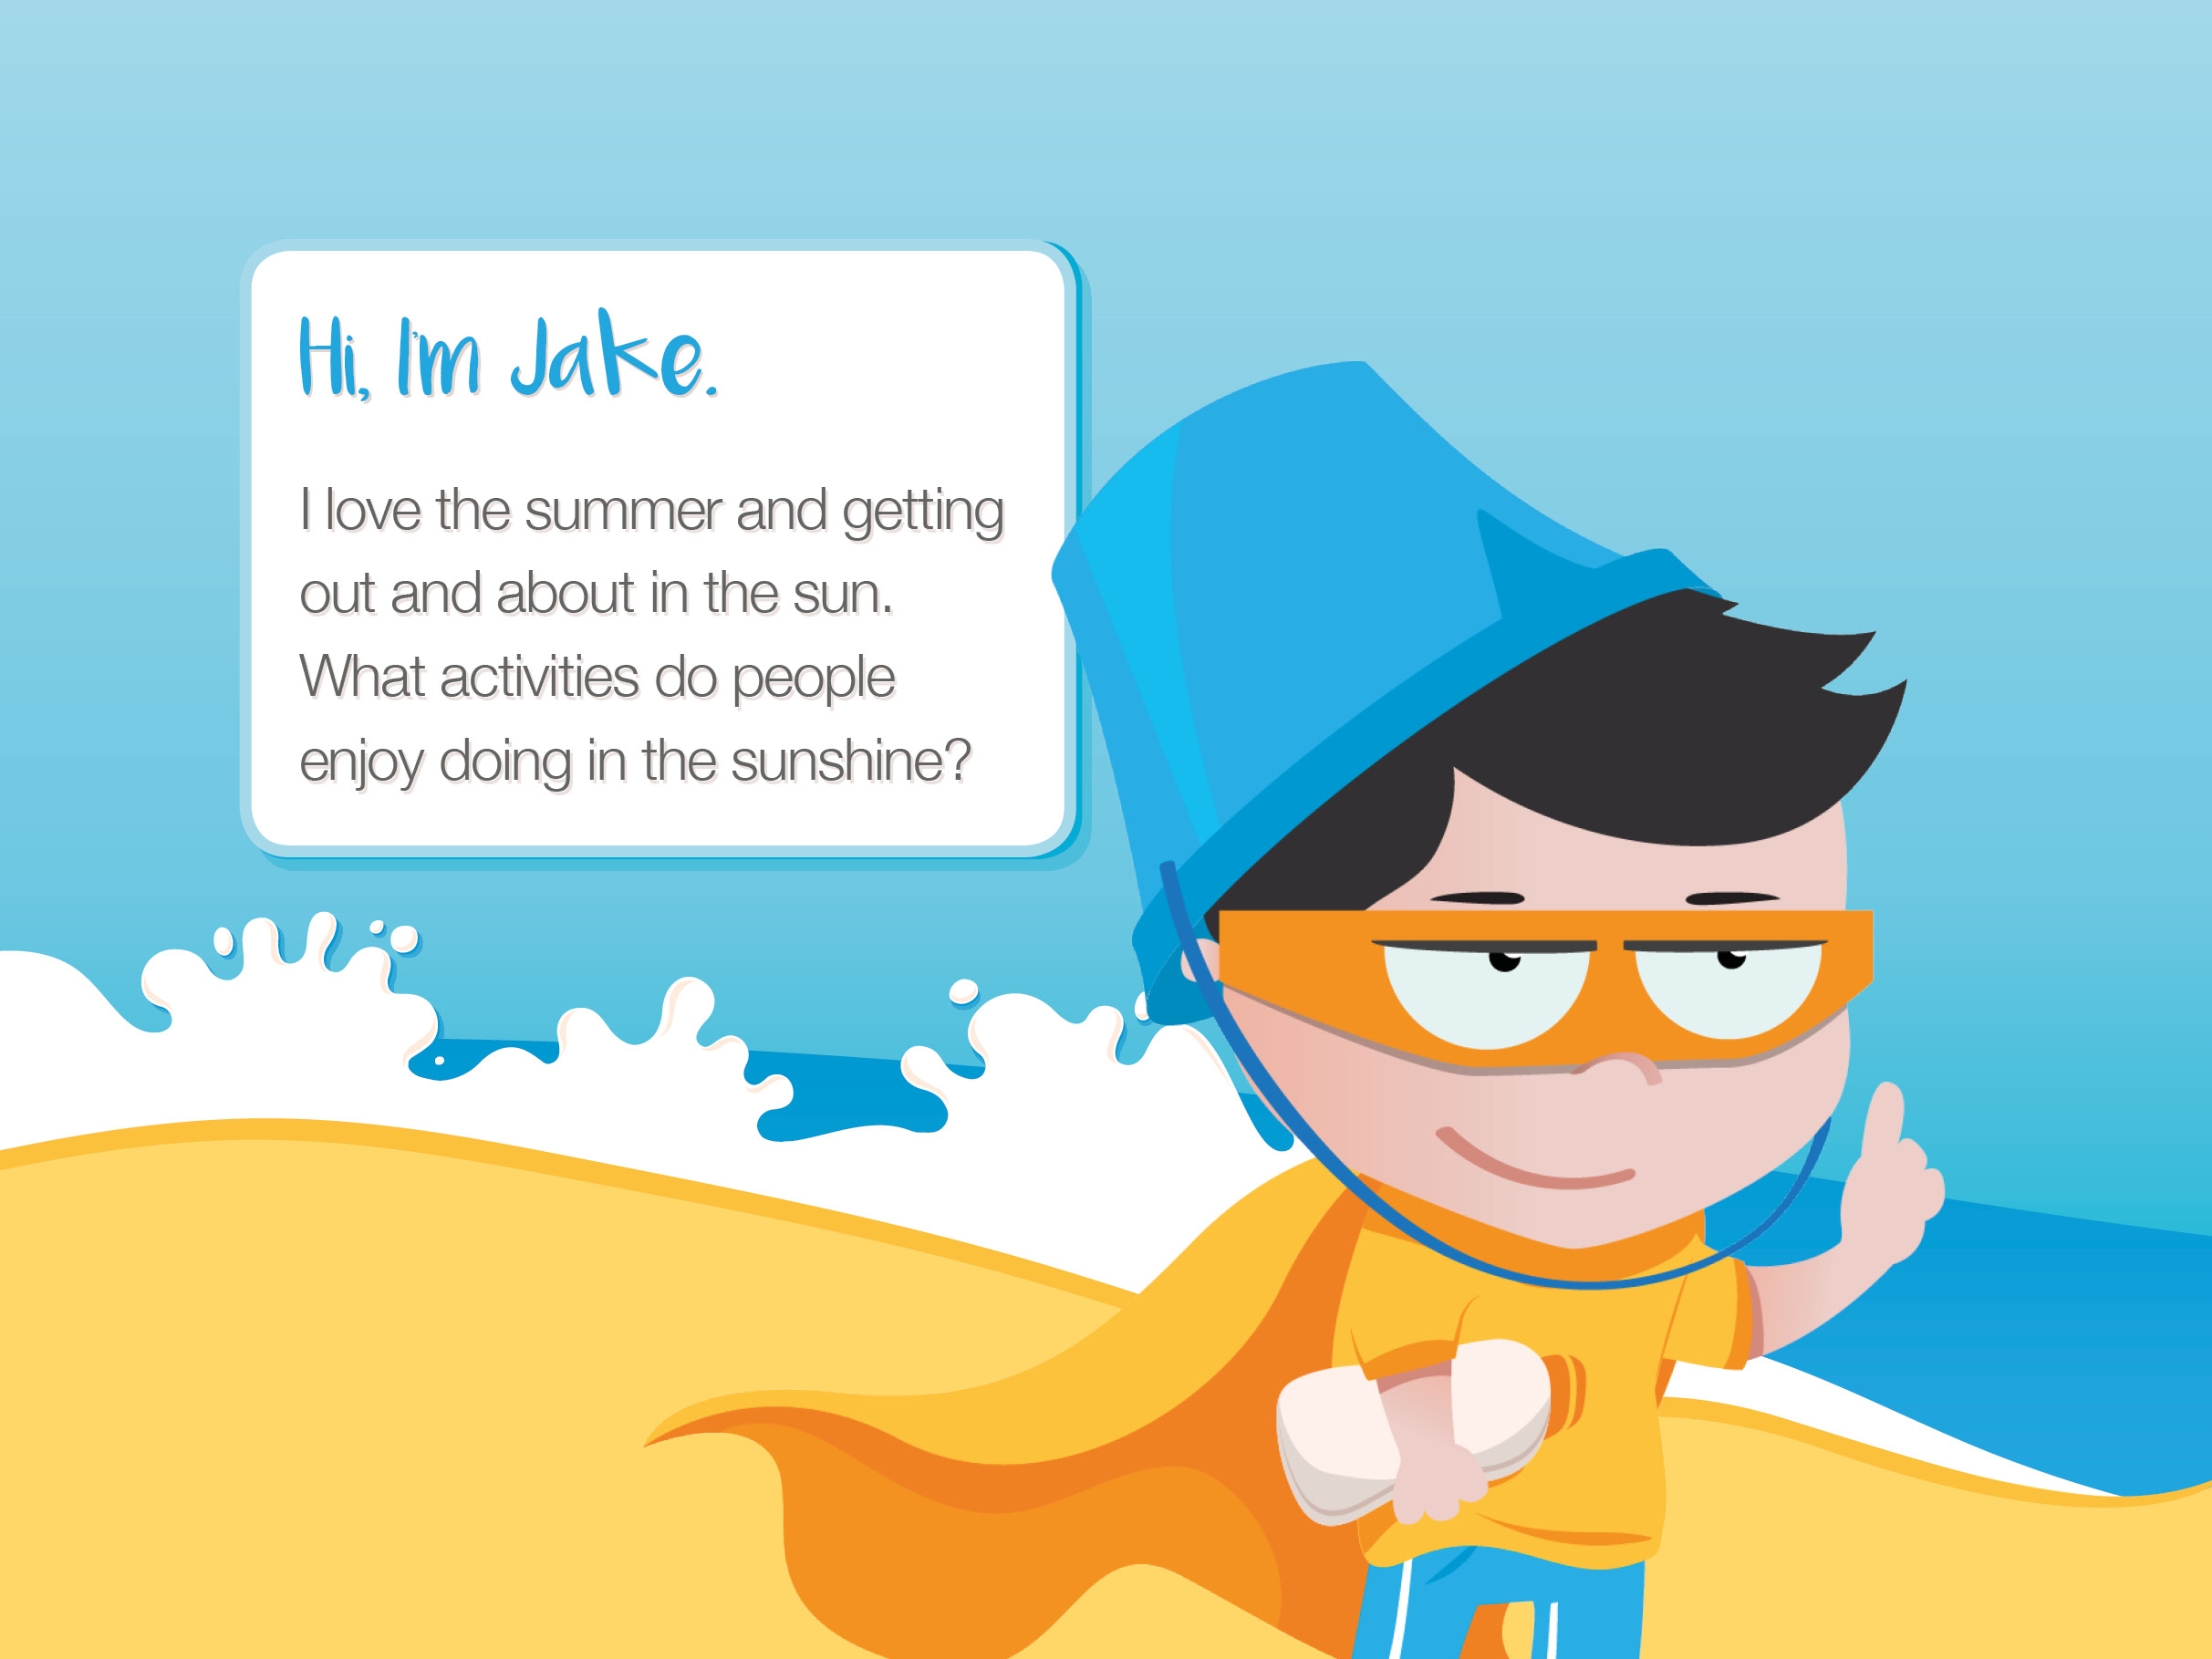 Hi, I'm Jake.
I love the summer and getting
out and about in the sun.
What activities do people
enjoy doing in the sunshine?